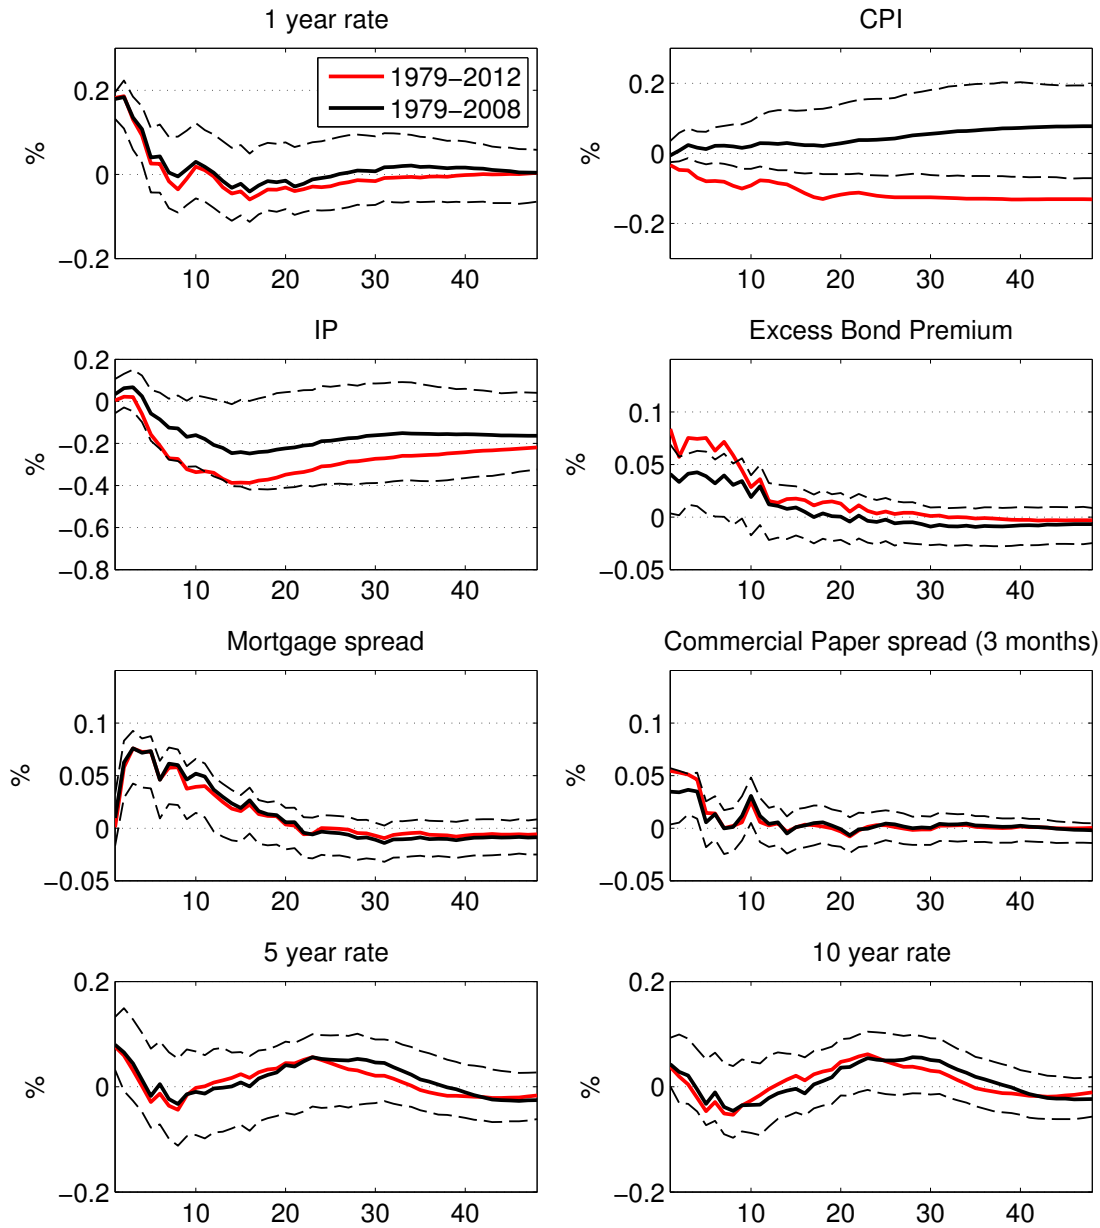 1 year rate
CPI
1979−2012
1979−2008
0.2
0
−0.2
%
10 20 30 40
0.2
0
−0.2
%
10 20 30 40
IP
Excess Bond Premium
0.2
0
−0.2
−0.4
−0.6
−0.8
%
10 20 30 40
0.1
0.05
0
−0.05
%
10 20 30 40
Mortgage spread
Commercial Paper spread (3 months)
0.1
0.05
0
−0.05
%
10 20 30 40
0.1
0.05
0
−0.05
%
10 20 30 40
5 year rate
10 year rate
0.2
0
−0.2
%
10 20 30 40
0.2
0
−0.2
%
10 20 30 40